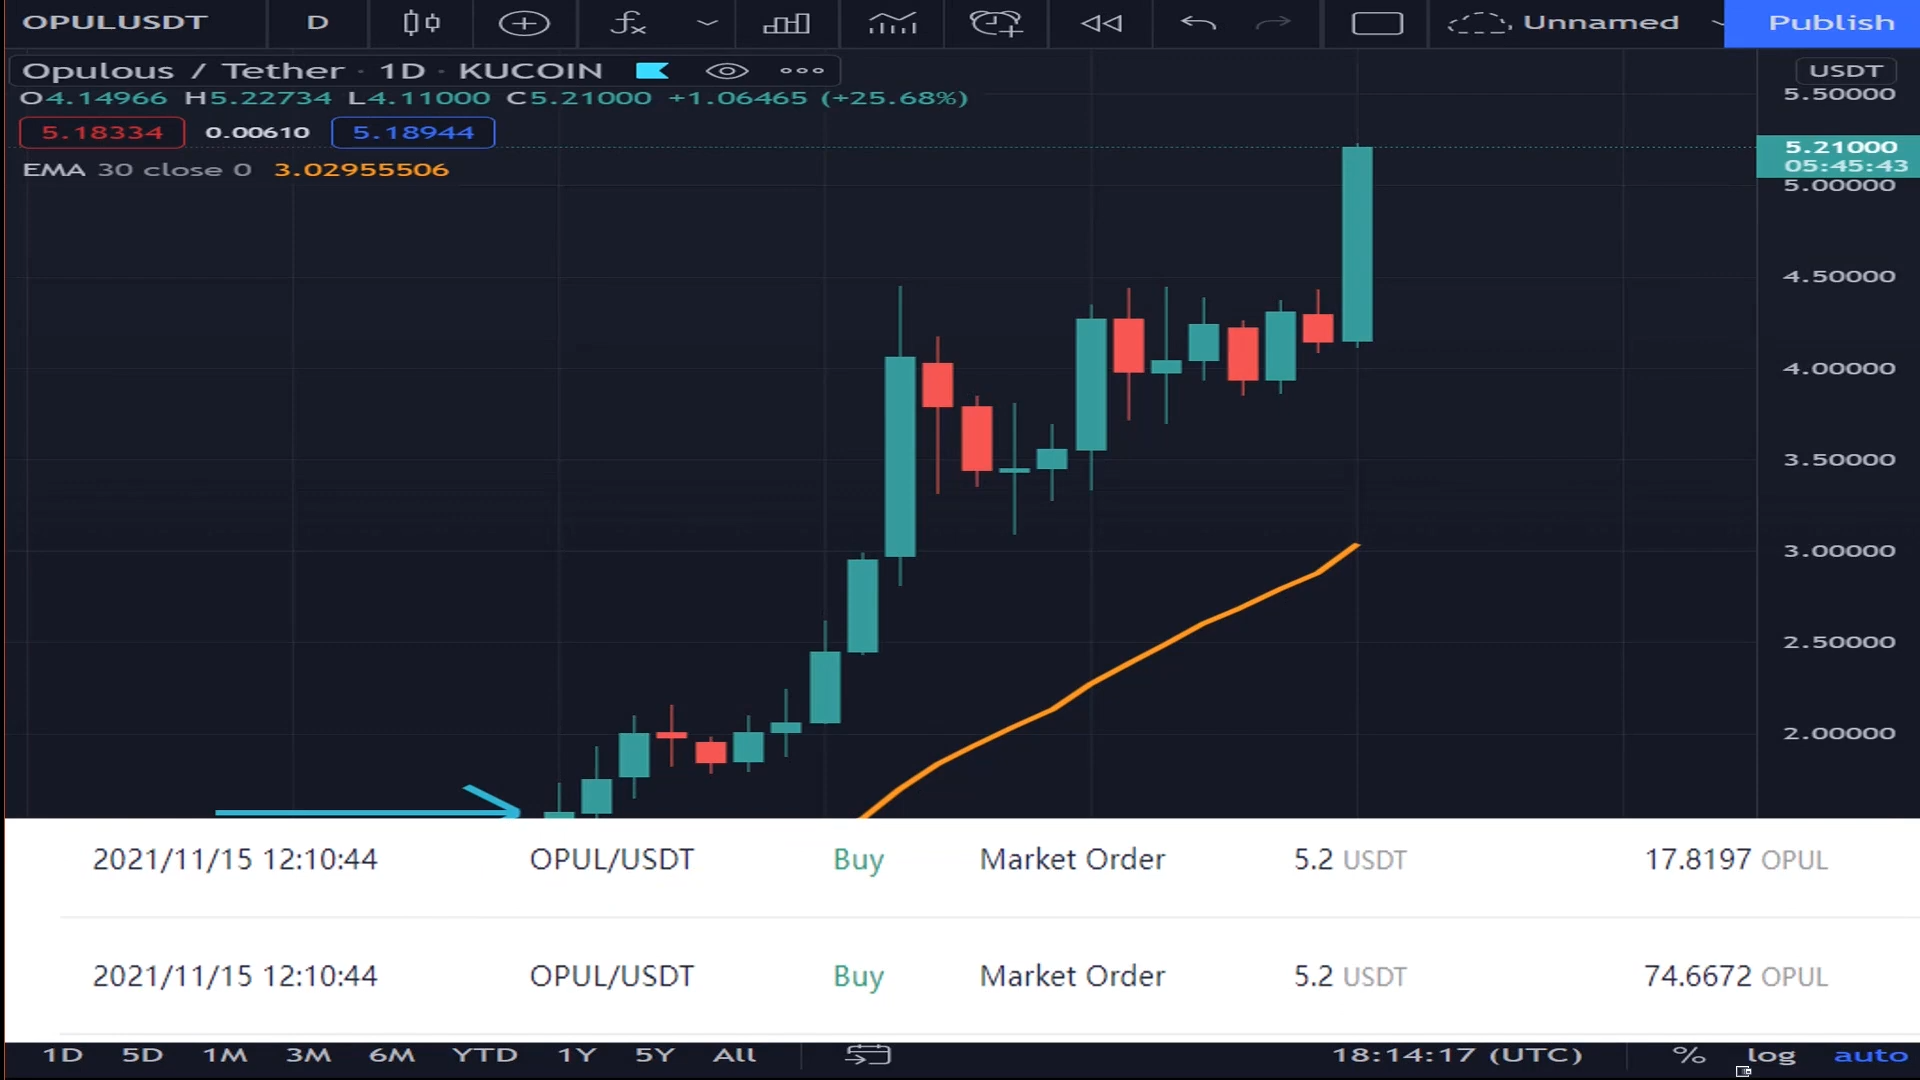 OPULUSDT D fx Unnamed Publish
Opulous / Tether · 1D · KUCOIN USDT
O4.14966 H5.22734 L4.11000 C5.21000 +1.06465 (+25.68%)
5.18334 0.00610 5.18944
EMA 30 close 0 3.02955506
5.50000
5.21000
05:45:43
5.00000
4.50000
4.00000
3.50000
3.00000
2.50000
2.00000
2021/11/15 12:10:44 OPUL/USDT Buy Market Order 5.2 USDT 17.8197 OPUL
2021/11/15 12:10:44 OPUL/USDT Buy Market Order 5.2 USDT 74.6672 OPUL
1D 5D 1M 3M 6M YTD 1Y 5Y All 18:14:17 (UTC) % log auto